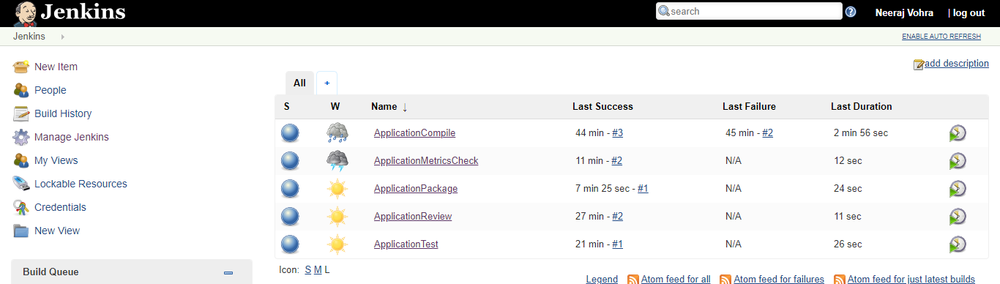 Jenkins
search
Neeraj Vohra | log out
Jenkins
ENABLE AUTO REFRESH
New Item
People
Build History
Manage Jenkins
My Views
Lockable Resources
Credentials
New View
Build Queue
add description
All +
S W Name ↓ Last Success Last Failure Last Duration
ApplicationCompile 44 min - #3 45 min - #2 2 min 56 sec
ApplicationMetricsCheck 11 min - #2 N/A 12 sec
ApplicationPackage 7 min 25 sec - #1 N/A 24 sec
ApplicationReview 27 min - #2 N/A 11 sec
ApplicationTest 21 min - #1 N/A 26 sec
Icon: S M L
Legend Atom feed for all Atom feed for failures Atom feed for just latest builds